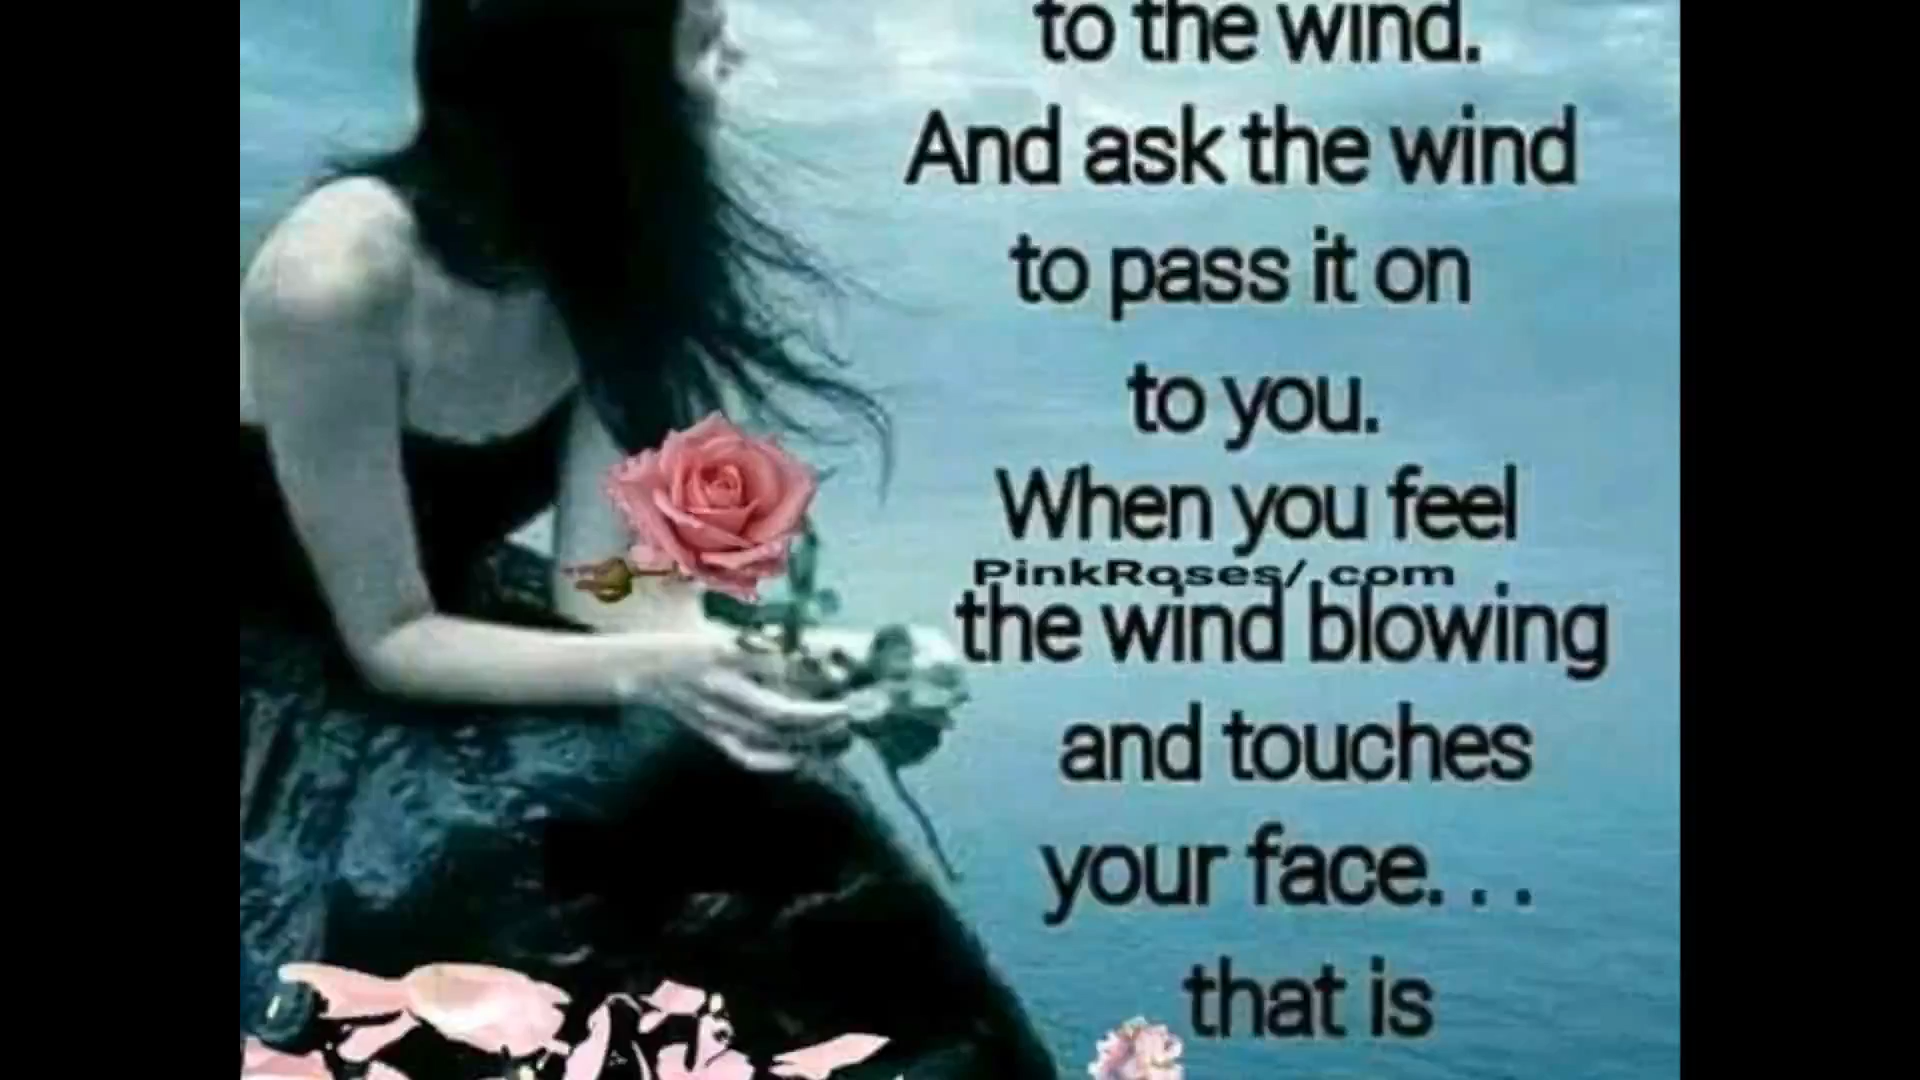 to the wind.
And ask the wind
to pass it on
to you.
When you feel
PinkRoses/.com
the wind blowing
and touches
your face. . .
that is